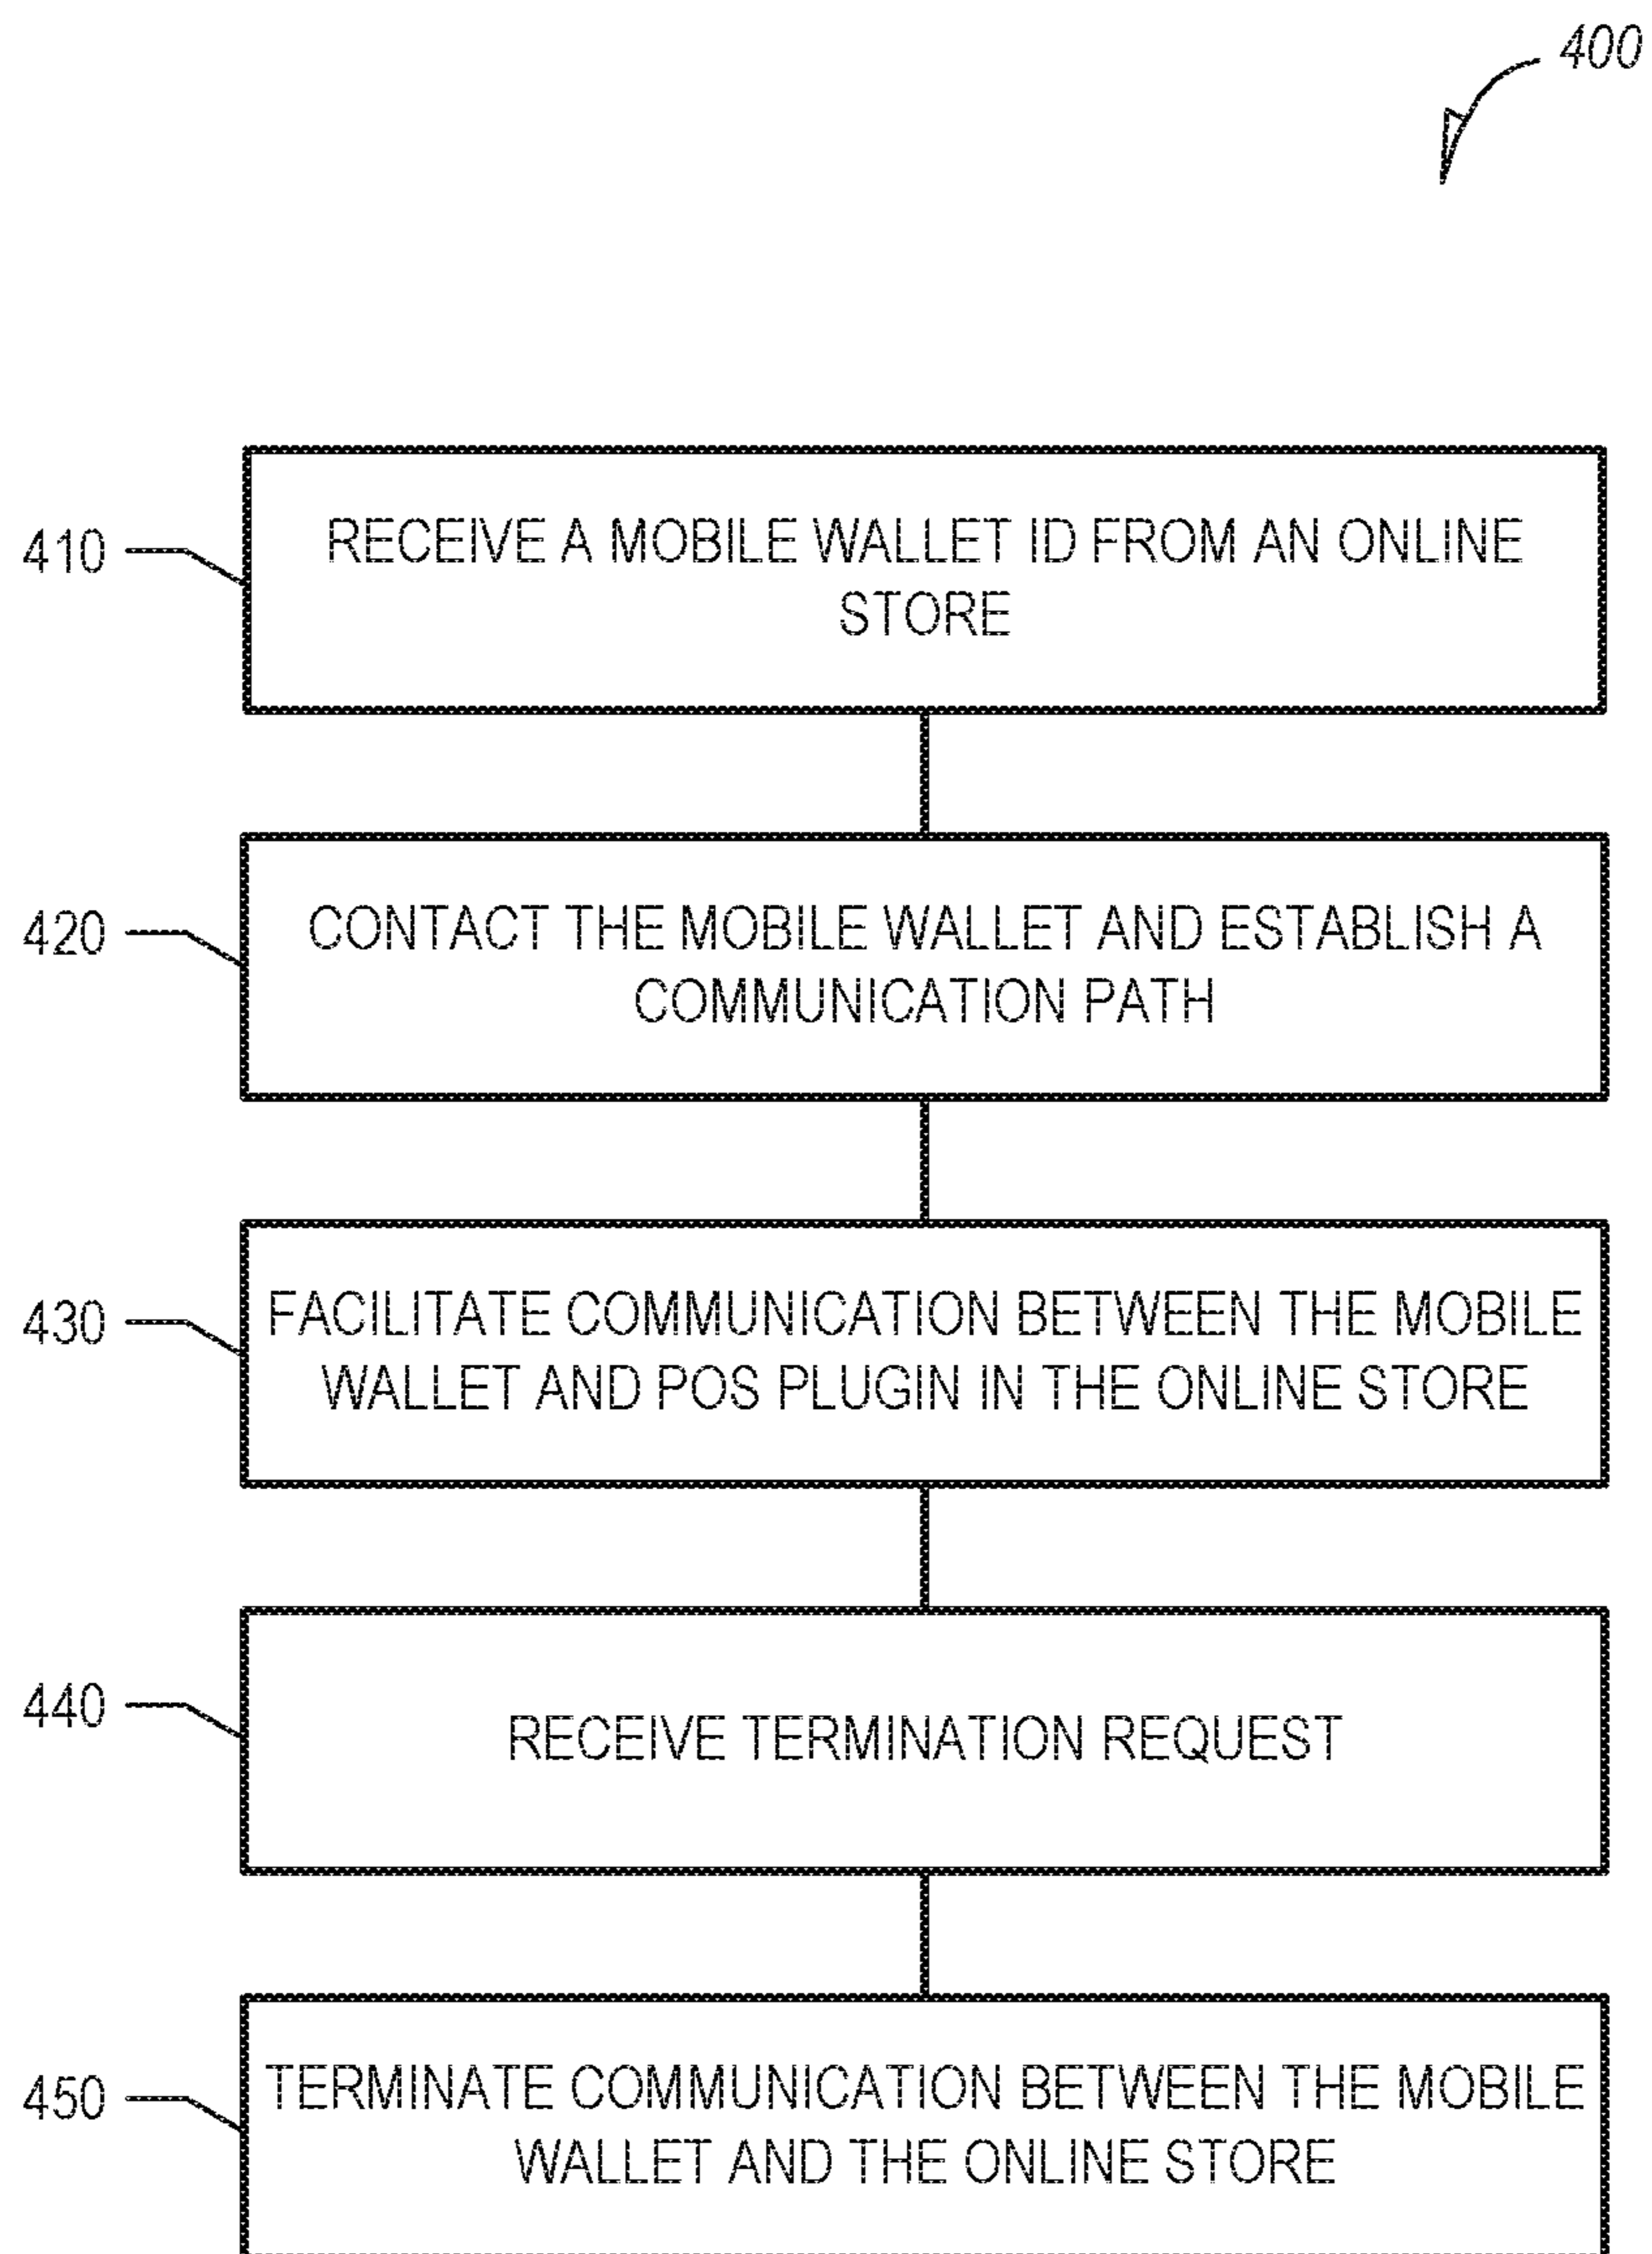 400
410
RECEIVE A MOBILE WALLET ID FROM AN ONLINE
STORE
420
CONTACT THE MOBILE WALLET AND ESTABLISH A
COMMUNICATION PATH
430
FACILITATE COMMUNICATION BETWEEN THE MOBILE
WALLET AND POS PLUGIN IN THE ONLINE STORE
440
RECEIVE TERMINATION REQUEST
450
TERMINATE COMMUNICATION BETWEEN THE MOBILE
WALLET AND THE ONLINE STORE